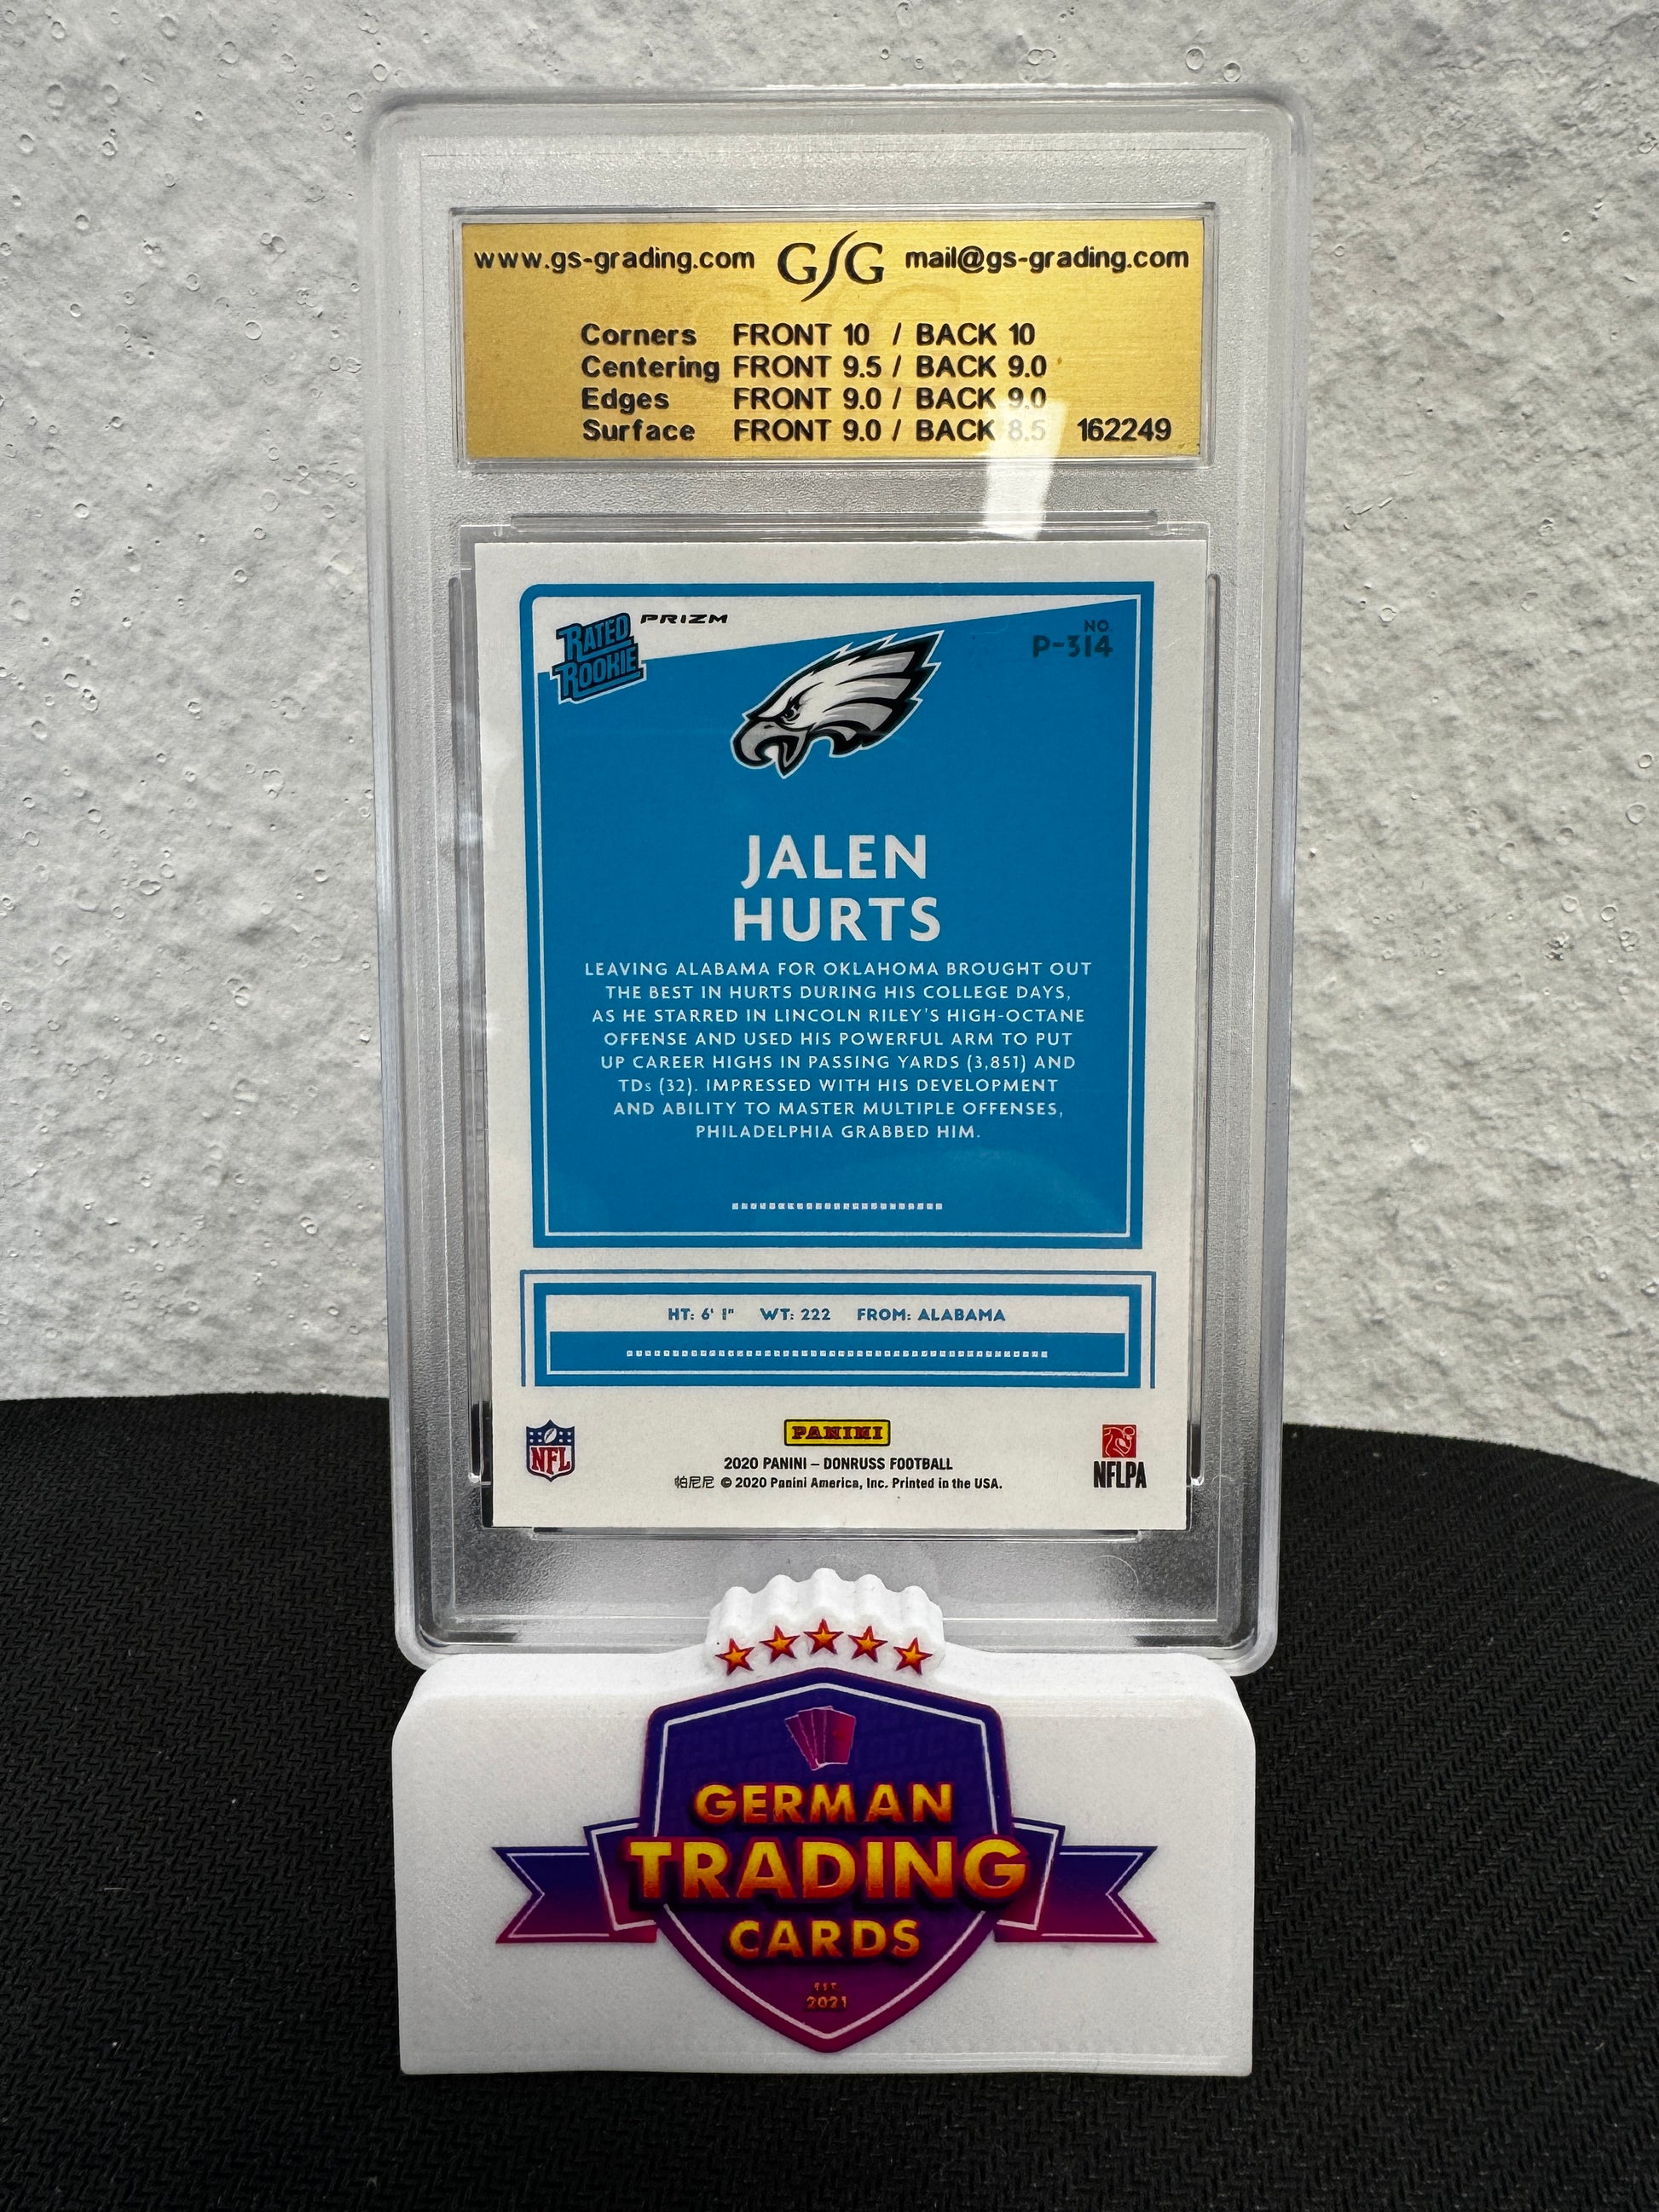 www.gs-grading.com GSG mail@gs-grading.com
Corners FRONT 10 / BACK 10
Centering FRONT 9.5 / BACK 9.0
Edges FRONT 9.0 / BACK 9.0
Surface FRONT 9.0 / BACK 8.5 162249
RATED
ROOKIE
PRIZM
NO.
P-314
JALEN
HURTS
LEAVING ALABAMA FOR OKLAHOMA BROUGHT OUT
THE BEST IN HURTS DURING HIS COLLEGE DAYS,
AS HE STARRED IN LINCOLN RILEY'S HIGH-OCTANE
OFFENSE AND USED HIS POWERFUL ARM TO PUT
UP CAREER HIGHS IN PASSING YARDS (3,851) AND
TDs (32). IMPRESSED WITH HIS DEVELOPMENT
AND ABILITY TO MASTER MULTIPLE OFFENSES,
PHILADELPHIA GRABBED HIM.
HT: 6' 1" WT: 222 FROM: ALABAMA
NFL
PANINI
NFLPA
2020 PANINI – DONRUSS FOOTBALL
帕尼尼 © 2020 Panini America, Inc. Printed in the USA.
GERMAN
TRADING
CARDS
EST.
2021